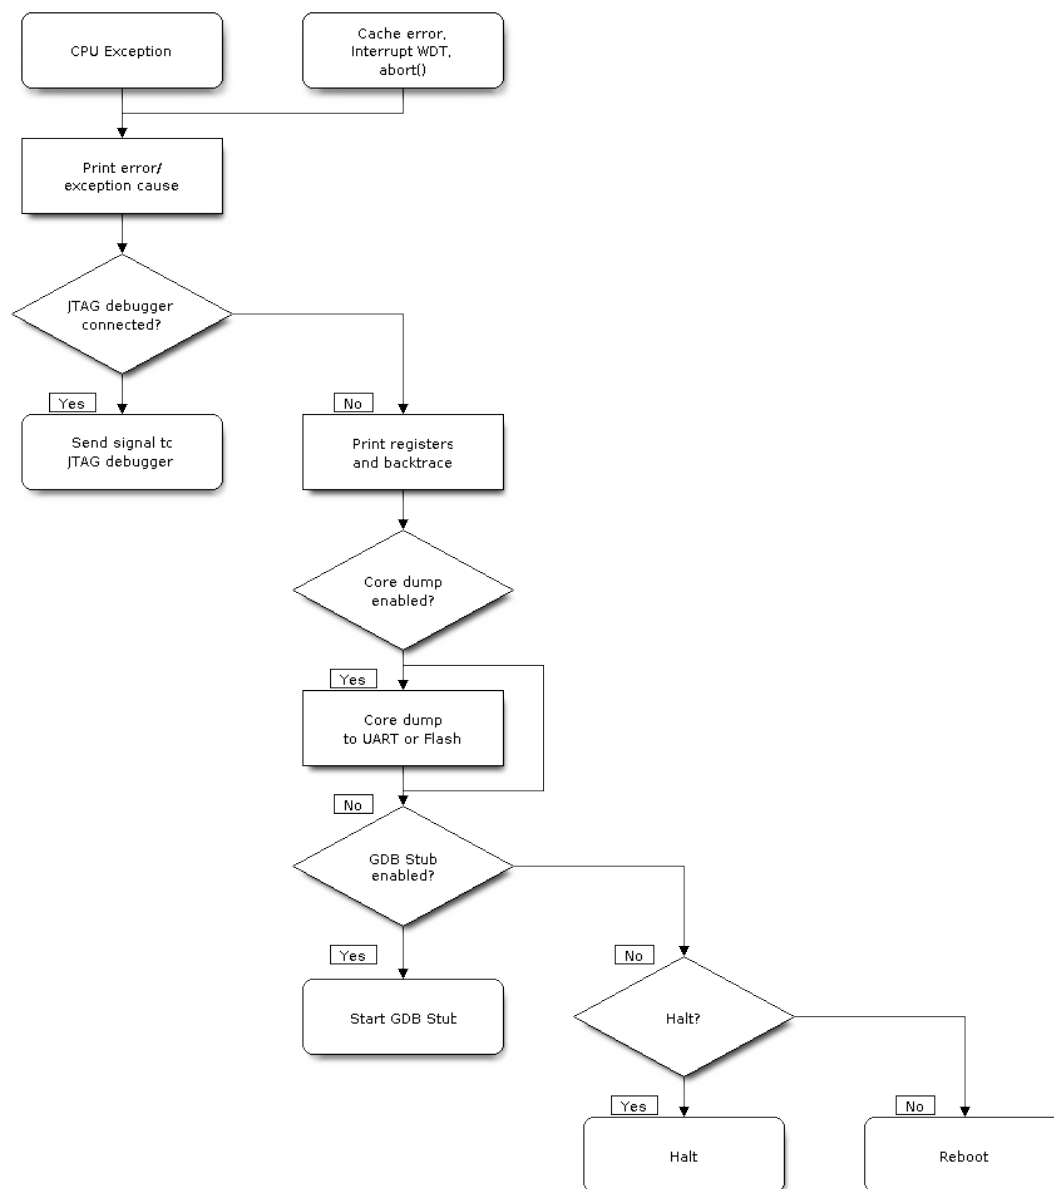 CPU Exception
Cache error,
Interrupt WDT,
abort()
Print error/
exception cause
JTAG debugger
connected?
Yes
No
Send signal to
JTAG debugger
Print registers
and backtrace
Core dump
enabled?
Yes
Core dump
to UART or Flash
No
GDB Stub
enabled?
Yes
No
Start GDB Stub
Halt?
Yes
No
Halt
Reboot